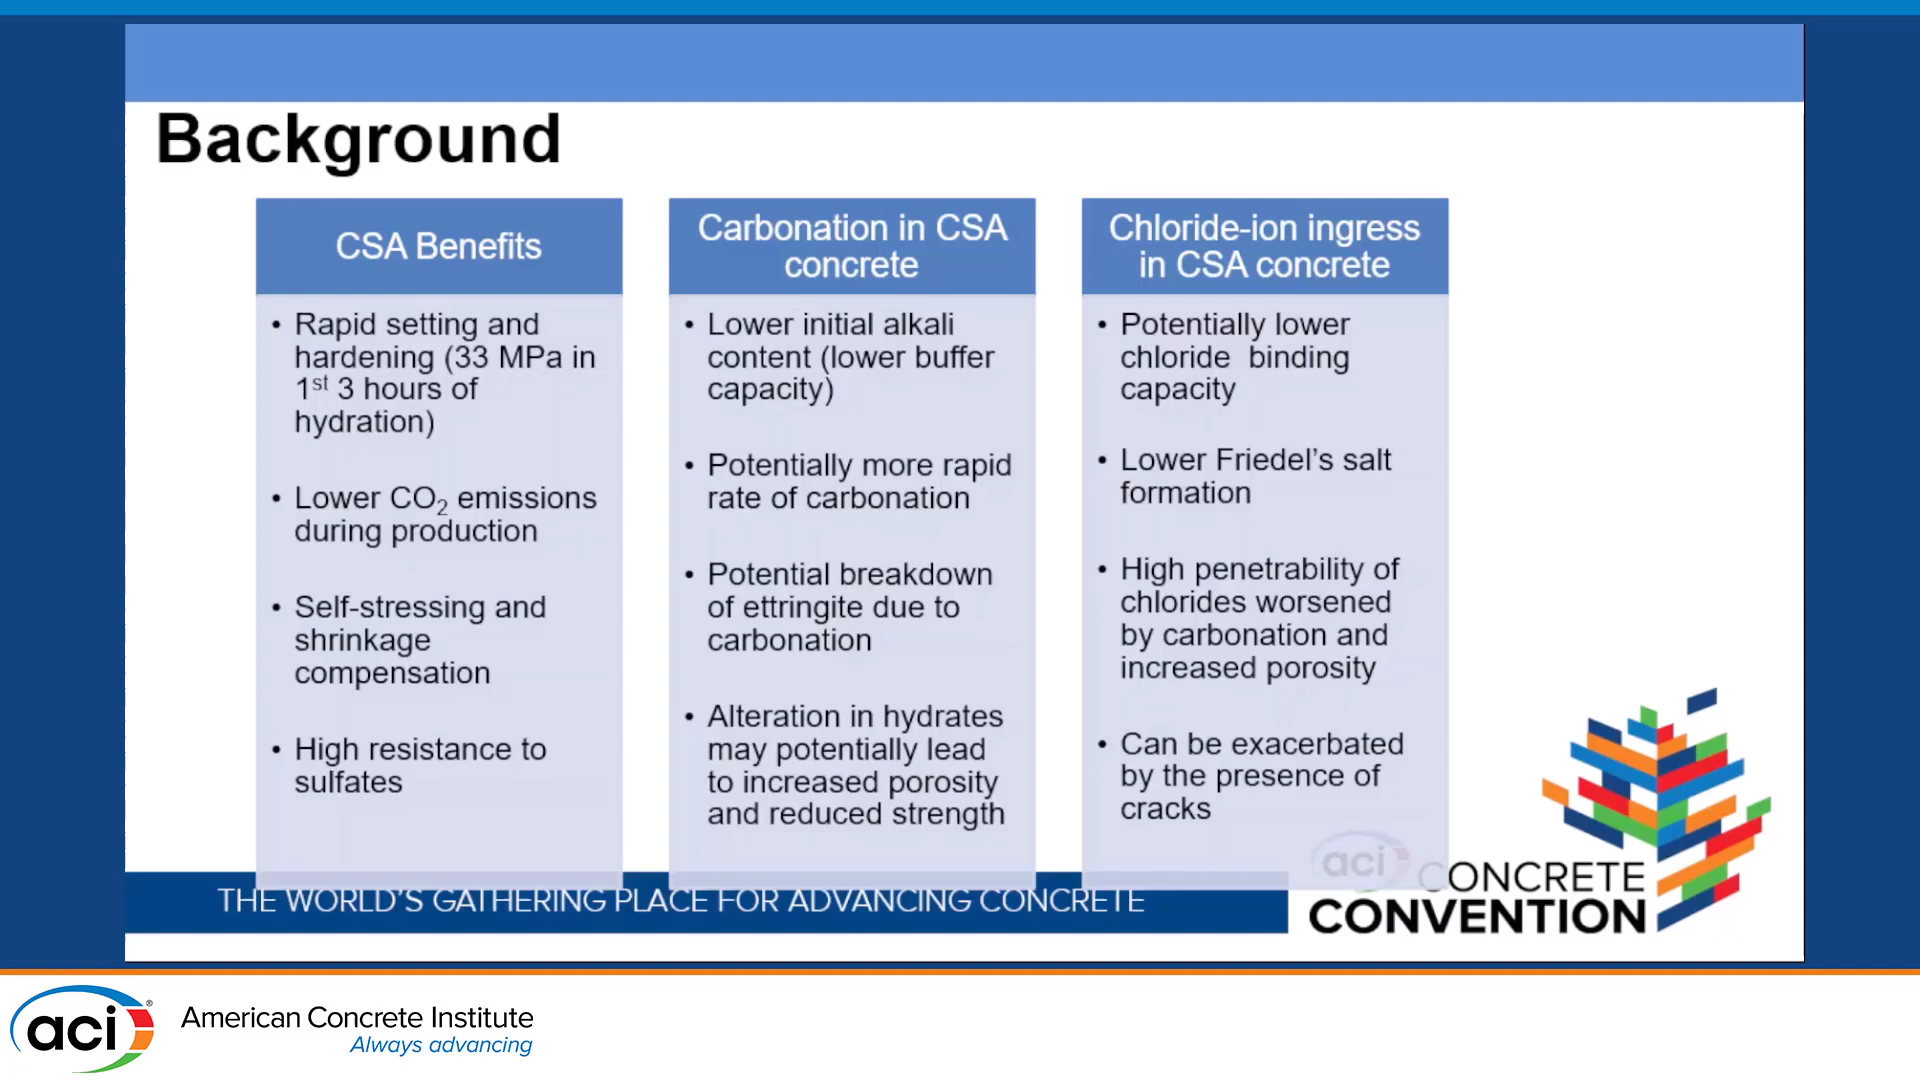 Background
CSA Benefits
• Rapid setting and
hardening (33 MPa in
1st 3 hours of
hydration)
• Lower CO2 emissions
during production
• Self-stressing and
shrinkage
compensation
• High resistance to
sulfates
Carbonation in CSA
concrete
• Lower initial alkali
content (lower buffer
capacity)
• Potentially more rapid
rate of carbonation
• Potential breakdown
of ettringite due to
carbonation
• Alteration in hydrates
may potentially lead
to increased porosity
and reduced strength
Chloride-ion ingress
in CSA concrete
• Potentially lower
chloride binding
capacity
• Lower Friedel's salt
formation
• High penetrability of
chlorides worsened
by carbonation and
increased porosity
• Can be exacerbated
by the presence of
cracks
THE WORLD'S GATHERING PLACE FOR ADVANCING CONCRETE
aci CONCRETE
CONVENTION
aci®
American Concrete Institute
Always advancing